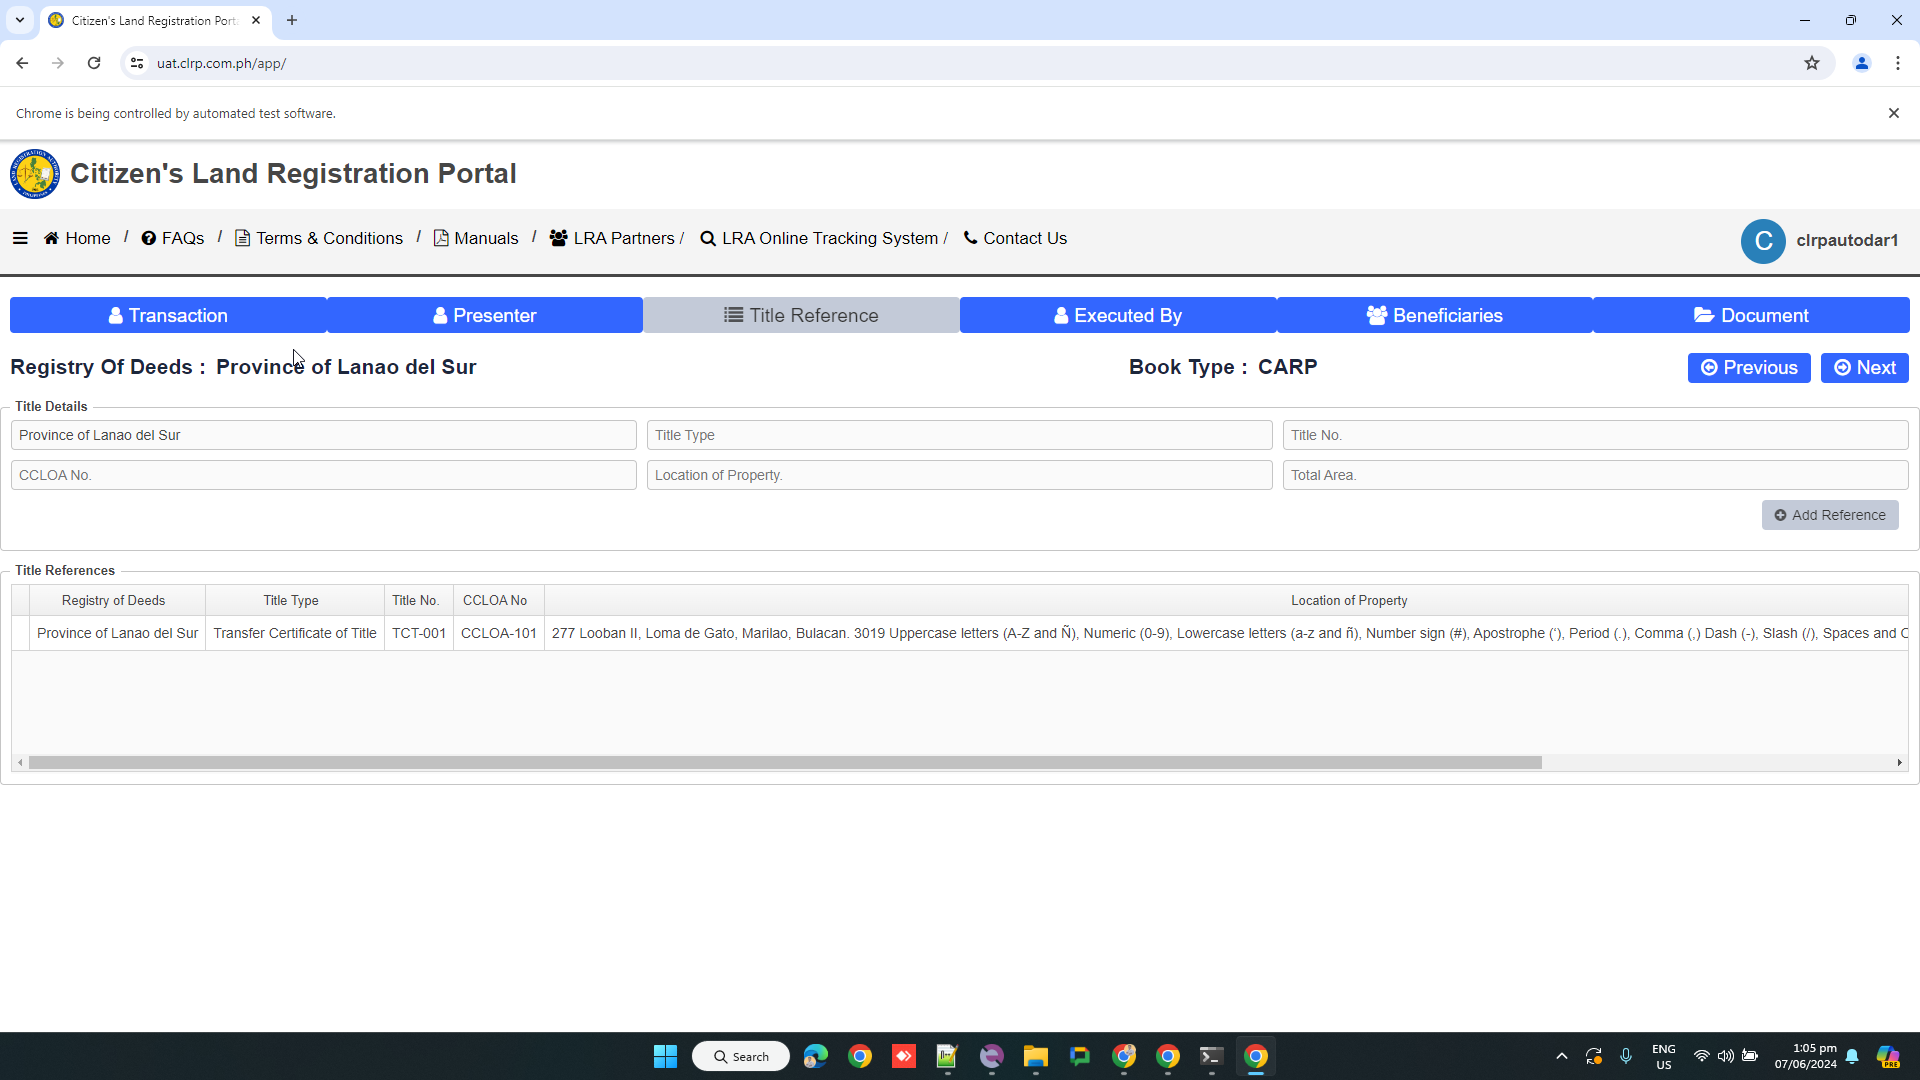 Citizen's Land Registration Porta
uat.clrp.com.ph/app/
Chrome is being controlled by automated test software.
Citizen's Land Registration Portal
Home / FAQs / Terms & Conditions / Manuals / LRA Partners / LRA Online Tracking System / Contact Us
C clrpautodar1
Transaction Presenter Title Reference Executed By Beneficiaries Document
Registry Of Deeds : Province of Lanao del Sur Book Type : CARP Previous Next
Title Details
Province of Lanao del Sur Title Type Title No.
CCLOA No. Location of Property. Total Area.
Add Reference
Title References
Registry of Deeds Title Type Title No. CCLOA No Location of Property
Province of Lanao del Sur Transfer Certificate of Title TCT-001 CCLOA-101 277 Looban II, Loma de Gato, Marilao, Bulacan. 3019 Uppercase letters (A-Z and Ñ), Numeric (0-9), Lowercase letters (a-z and ñ), Number sign (#), Apostrophe (‘), Period (.), Comma (,) Dash (-), Slash (/), Spaces and
Search
ENG
US
1:05 pm
07/06/2024
PRE